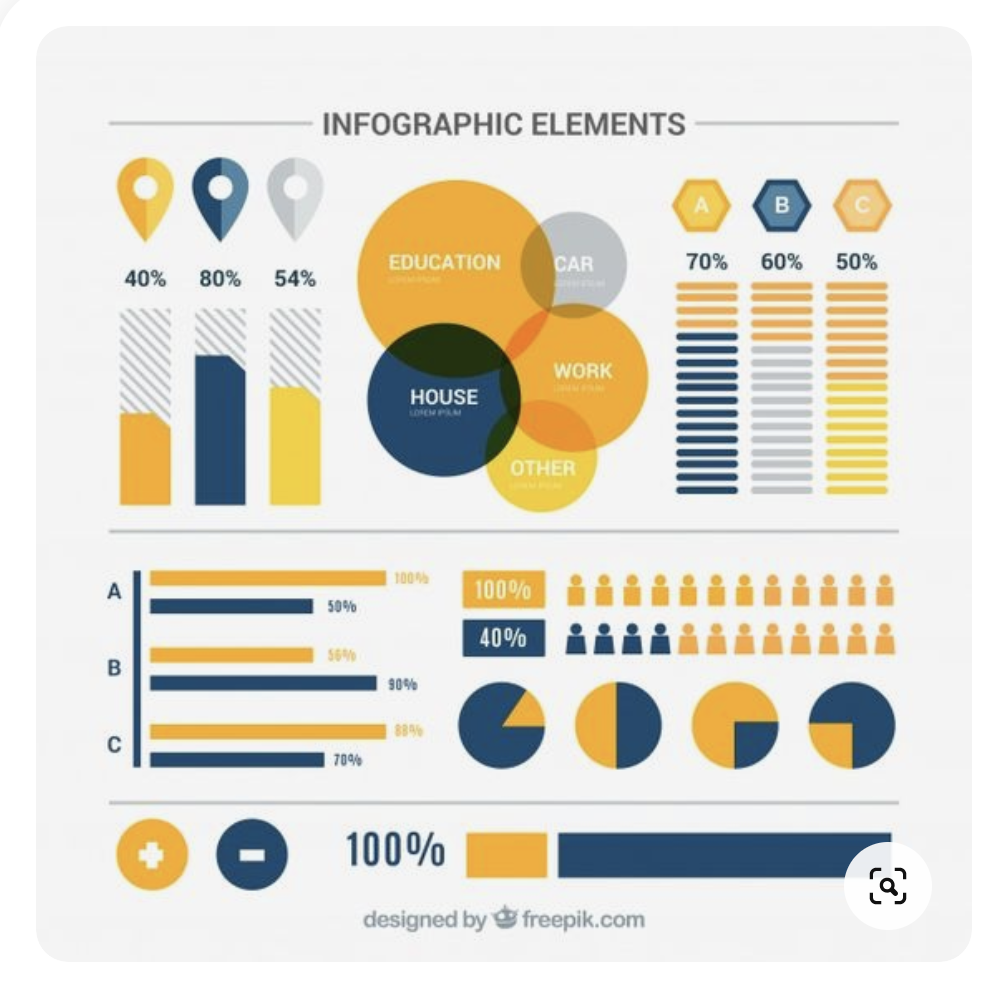 INFOGRAPHIC ELEMENTS
40% 80% 54%
EDUCATION
LOREM IPSUM
CAR
LOREM IPSUM
HOUSE
LOREM IPSUM
WORK
LOREM IPSUM
OTHER
LOREM IPSUM
A B C
70% 60% 50%
A
100%
50%
B
56%
90%
C
88%
70%
100%
40%
100%
designed by freepik.com